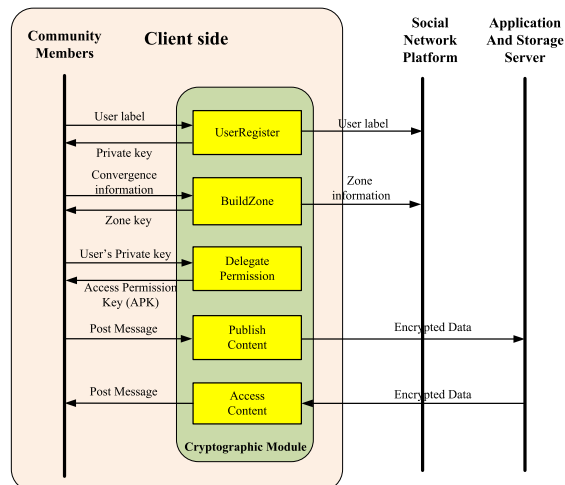 Community
Members
Client side
Social
Network
Platform
Application
And Storage
Server
User label
UserRegister
User label
Private key
Convergence
information
BuildZone
Zone
information
Zone key
User's Private key
Delegate
Permission
Access Permission
Key (APK)
Post Message
Publish
Content
Encrypted Data
Post Message
Access
Content
Encrypted Data
Cryptographic Module